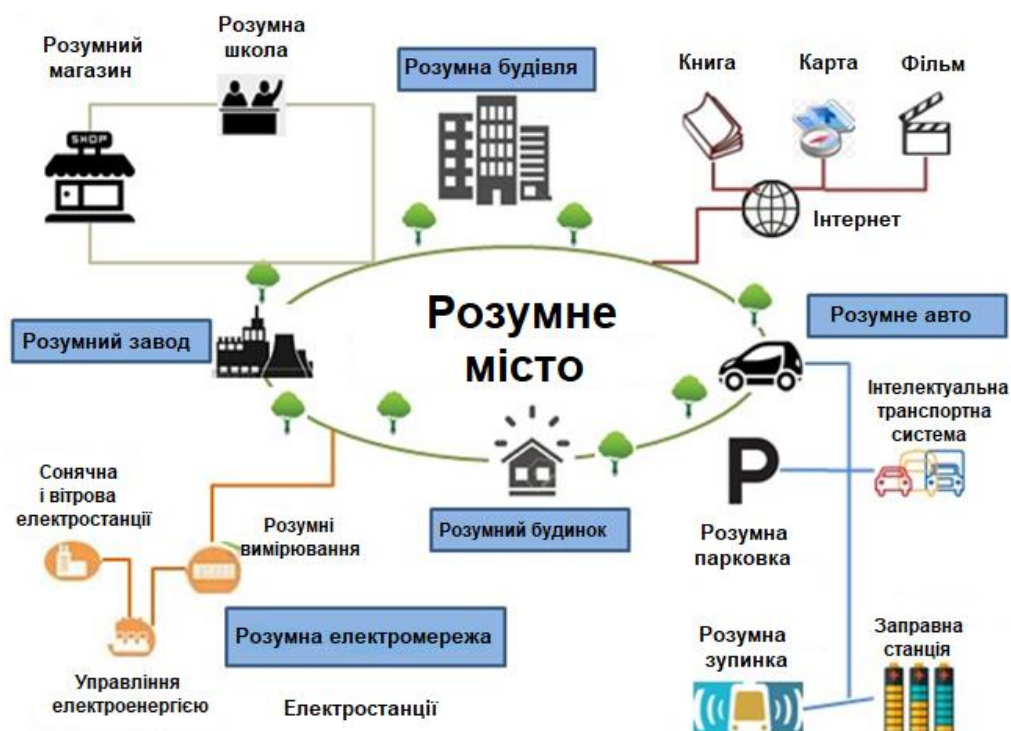 Розумний
магазин
Розумна
школа
SHOP
Розумна будівля
Книга
Карта
Фільм
Інтернет
Розумне
місто
Розумний завод
Розумне авто
Інтелектуальна
транспортна
система
P
Розумна
парковка
Розумний будинок
Сонячна
і вітрова
електростанції
Розумні
вимірювання
Розумна електромережа
Управління
електроенергією
Електростанції
Розумна
зупинка
Заправна
станція